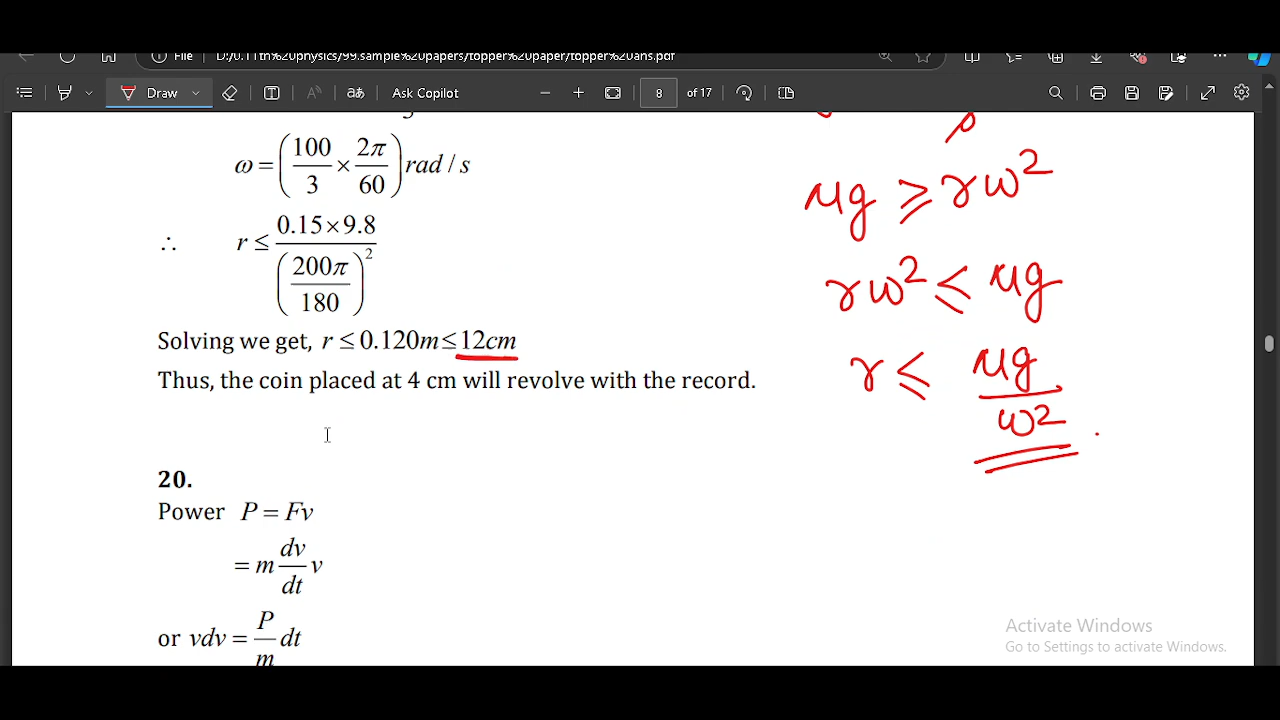 File D:/0.11th%20physics/99.sample%20papers/topper%20paper/topper%20ans.pdf
Draw Ask Copilot 8 of 17
ω = (100/3 × 2π/60) rad / s
∴ r ≤ 0.15 × 9.8 / (200π/180)²
Solving we get, r ≤ 0.120m ≤ 12cm
Thus, the coin placed at 4 cm will revolve with the record.
μg ≥ rω²
rω² ≤ μg
r ≤ μg/ω²
20.
Power P = Fv
= m dv/dt v
or vdv = P/m dt
Activate Windows
Go to Settings to activate Windows.